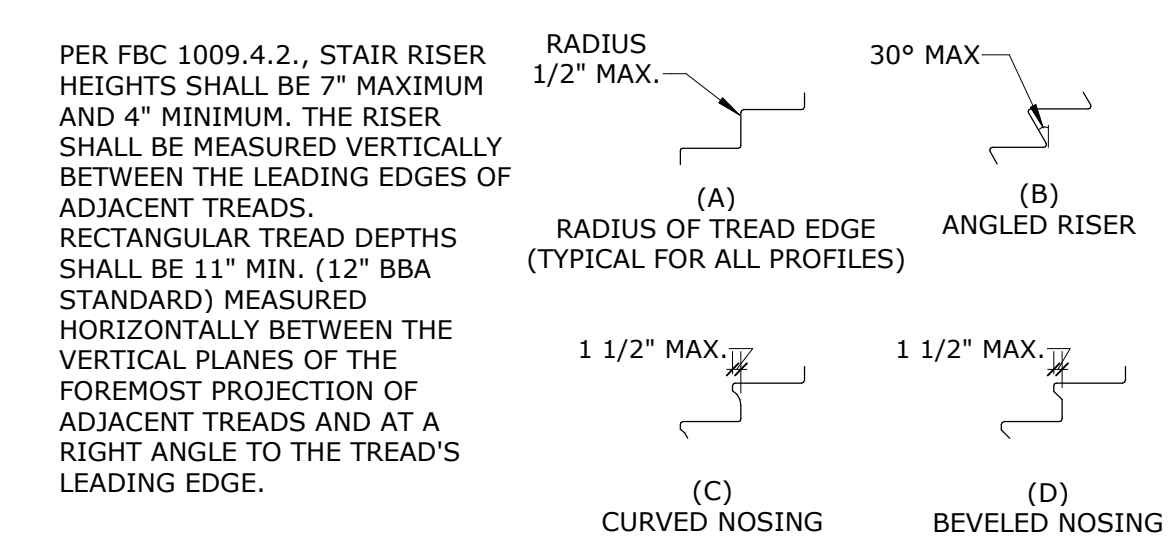 PER FBC 1009.4.2., STAIR RISER
HEIGHTS SHALL BE 7" MAXIMUM
AND 4" MINIMUM. THE RISER
SHALL BE MEASURED VERTICALLY
BETWEEN THE LEADING EDGES OF
ADJACENT TREADS.
RECTANGULAR TREAD DEPTHS
SHALL BE 11" MIN. (12" BBA
STANDARD) MEASURED
HORIZONTALLY BETWEEN THE
VERTICAL PLANES OF THE
FOREMOST PROJECTION OF
ADJACENT TREADS AND AT A
RIGHT ANGLE TO THE TREAD'S
LEADING EDGE.
RADIUS
1/2" MAX.
(A)
RADIUS OF TREAD EDGE
(TYPICAL FOR ALL PROFILES)
30° MAX
(B)
ANGLED RISER
1 1/2" MAX.
(C)
CURVED NOSING
1 1/2" MAX.
(D)
BEVELED NOSING